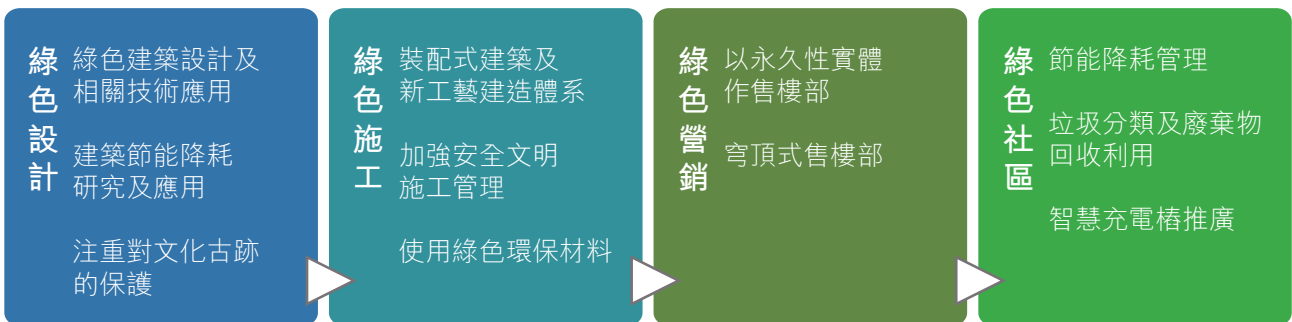 綠色設計
綠色建築設計及
相關技術應用
建築節能降耗
研究及應用
注重對文化古跡
的保護
綠色施工
裝配式建築及
新工藝建造體系
加強安全文明
施工管理
使用綠色環保材料
綠色營銷
以永久性實體
作售樓部
穹頂式售樓部
綠色社區
節能降耗管理
垃圾分類及廢棄物
回收利用
智慧充電樁推廣